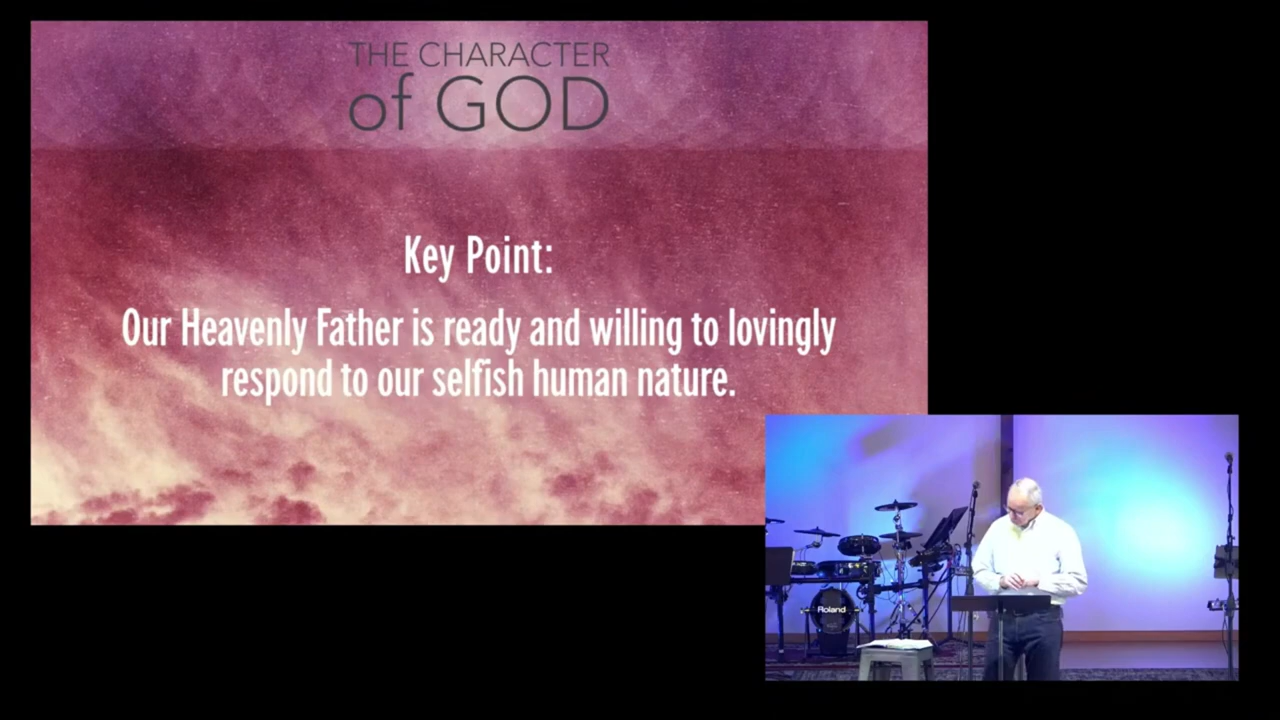 THE CHARACTER
of GOD
Key Point:
Our Heavenly Father is ready and willing to lovingly
respond to our selfish human nature.
Roland